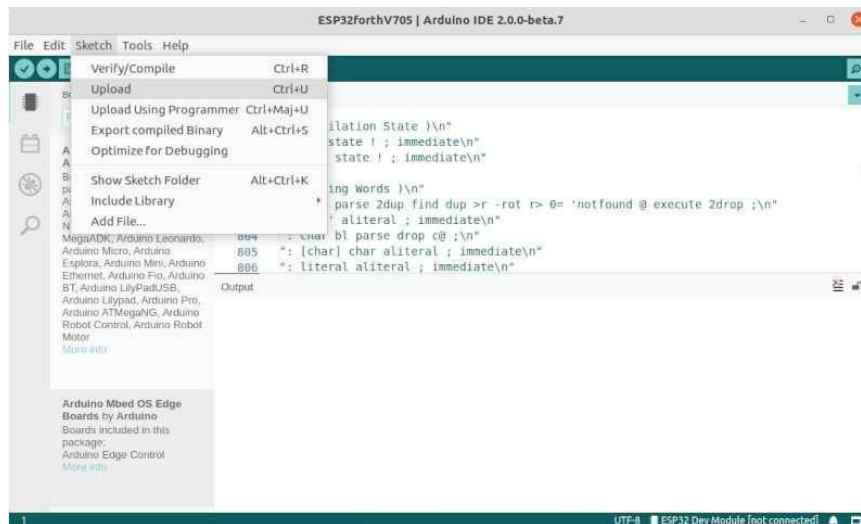 ESP32forthV705 | Arduino IDE 2.0.0-beta.7
File Edit Sketch Tools Help
Verify/Compile Ctrl+R
Upload Ctrl+U
Upload Using Programmer Ctrl+Maj+U
Export compiled Binary Alt+Ctrl+S
Optimize for Debugging
Show Sketch Folder Alt+Ctrl+K
Include Library
Add File...
ilation State )\n"
state ! ; immediate\n"
state ! ; immediate\n"
ing Words )\n"
parse 2dup find dup >r -rot r> 0= 'notfound @ execute 2drop ;\n"
' aliteral ; immediate\n"
804 ": char bl parse drop c@ ;\n"
805 ": [char] char aliteral ; immediate\n"
806 ": literal aliteral ; immediate\n"
MegaADK, Arduino Leonardo,
Arduino Micro, Arduino
Esplora, Arduino Mini, Arduino
Ethernet, Arduino Fio, Arduino
BT, Arduino LilyPadUSB,
Arduino Lilypad, Arduino Pro,
Arduino ATMegaNG, Arduino
Robot Control, Arduino Robot
Motor
More info
Arduino Mbed OS Edge
Boards by Arduino
Boards included in this
package:
Arduino Edge Control
More info
Output
1 UTF-8 ESP32 Dev Module [not connected]